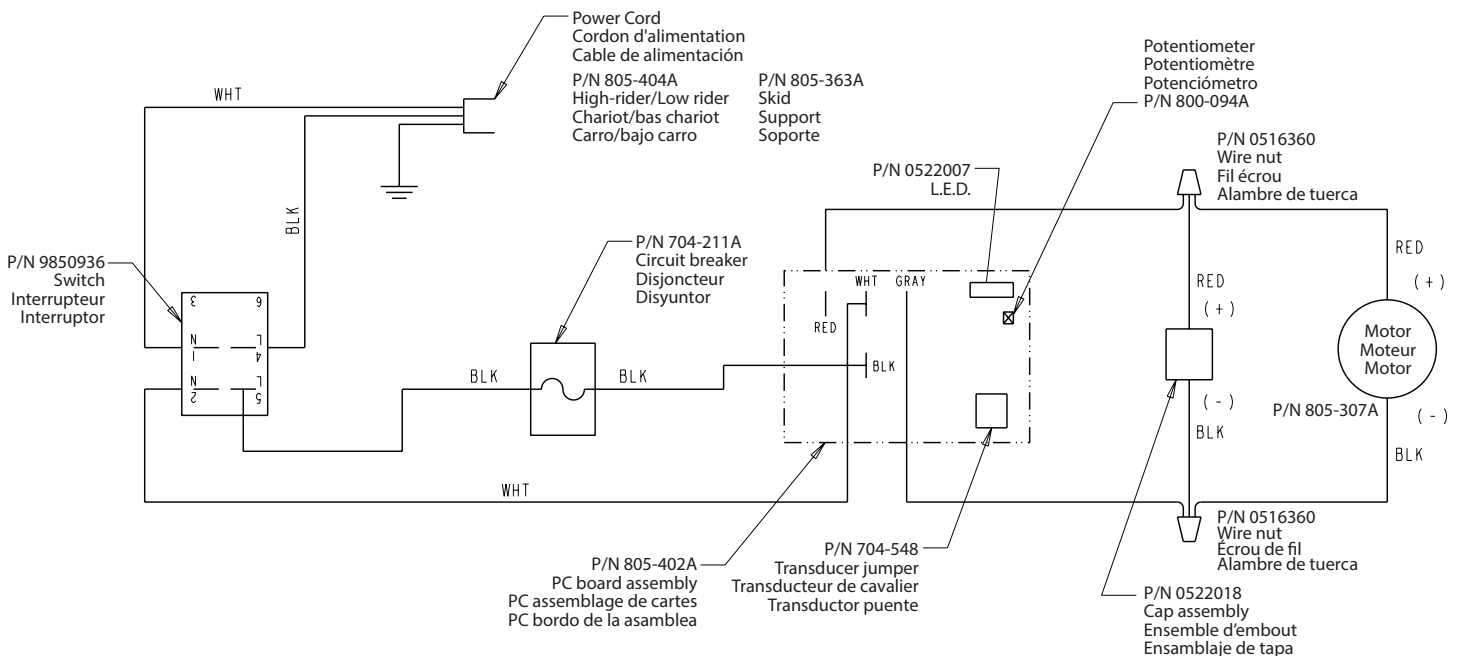 Power Cord
Cordon d'alimentation
Cable de alimentación
P/N 805-404A
High-rider/Low rider
Chariot/bas chariot
Carro/bajo carro
P/N 805-363A
Skid
Support
Soporte
Potentiometer
Potentiomètre
Potenciómetro
P/N 800-094A
WHT
BLK
P/N 0516360
Wire nut
Fil écrou
Alambre de tuerca
P/N 0522007
L.E.D.
P/N 9850936
Switch
Interrupteur
Interruptor
3
6
N
1
L
4
N
2
L
5
P/N 704-211A
Circuit breaker
Disjoncteur
Disyuntor
BLK
BLK
RED
WHT
GRAY
BLK
RED
(+)
RED
(+)
Motor
Moteur
Motor
P/N 805-307A
(-)
BLK
(-)
BLK
WHT
P/N 805-402A
PC board assembly
PC assemblage de cartes
PC bordo de la asamblea
P/N 704-548
Transducer jumper
Transducteur de cavalier
Transductor puente
P/N 0516360
Wire nut
Écrou de fil
Alambre de tuerca
P/N 0522018
Cap assembly
Ensemble d’embout
Ensamblaje de tapa